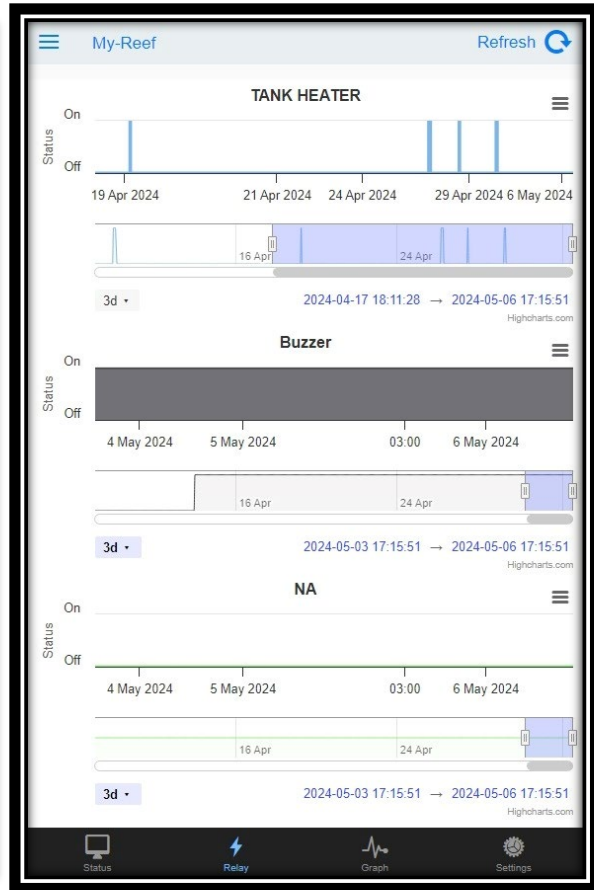 My-Reef Refresh
TANK HEATER
On
Status
Off
19 Apr 2024 21 Apr 2024 24 Apr 2024 29 Apr 2024 6 May 2024
16 Apr 24 Apr
3d 2024-04-17 18:11:28 → 2024-05-06 17:15:51
Highcharts.com
Buzzer
On
Status
Off
4 May 2024 5 May 2024 03:00 6 May 2024
16 Apr 24 Apr
3d 2024-05-03 17:15:51 → 2024-05-06 17:15:51
Highcharts.com
NA
On
Status
Off
4 May 2024 5 May 2024 03:00 6 May 2024
16 Apr 24 Apr
3d 2024-05-03 17:15:51 → 2024-05-06 17:15:51
Highcharts.com
Status Relay Graph Settings